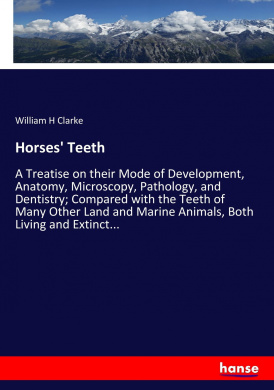 William H Clarke
Horses' Teeth
A Treatise on their Mode of Development,
Anatomy, Microscopy, Pathology, and
Dentistry; Compared with the Teeth of
Many Other Land and Marine Animals, Both
Living and Extinct...
hanse